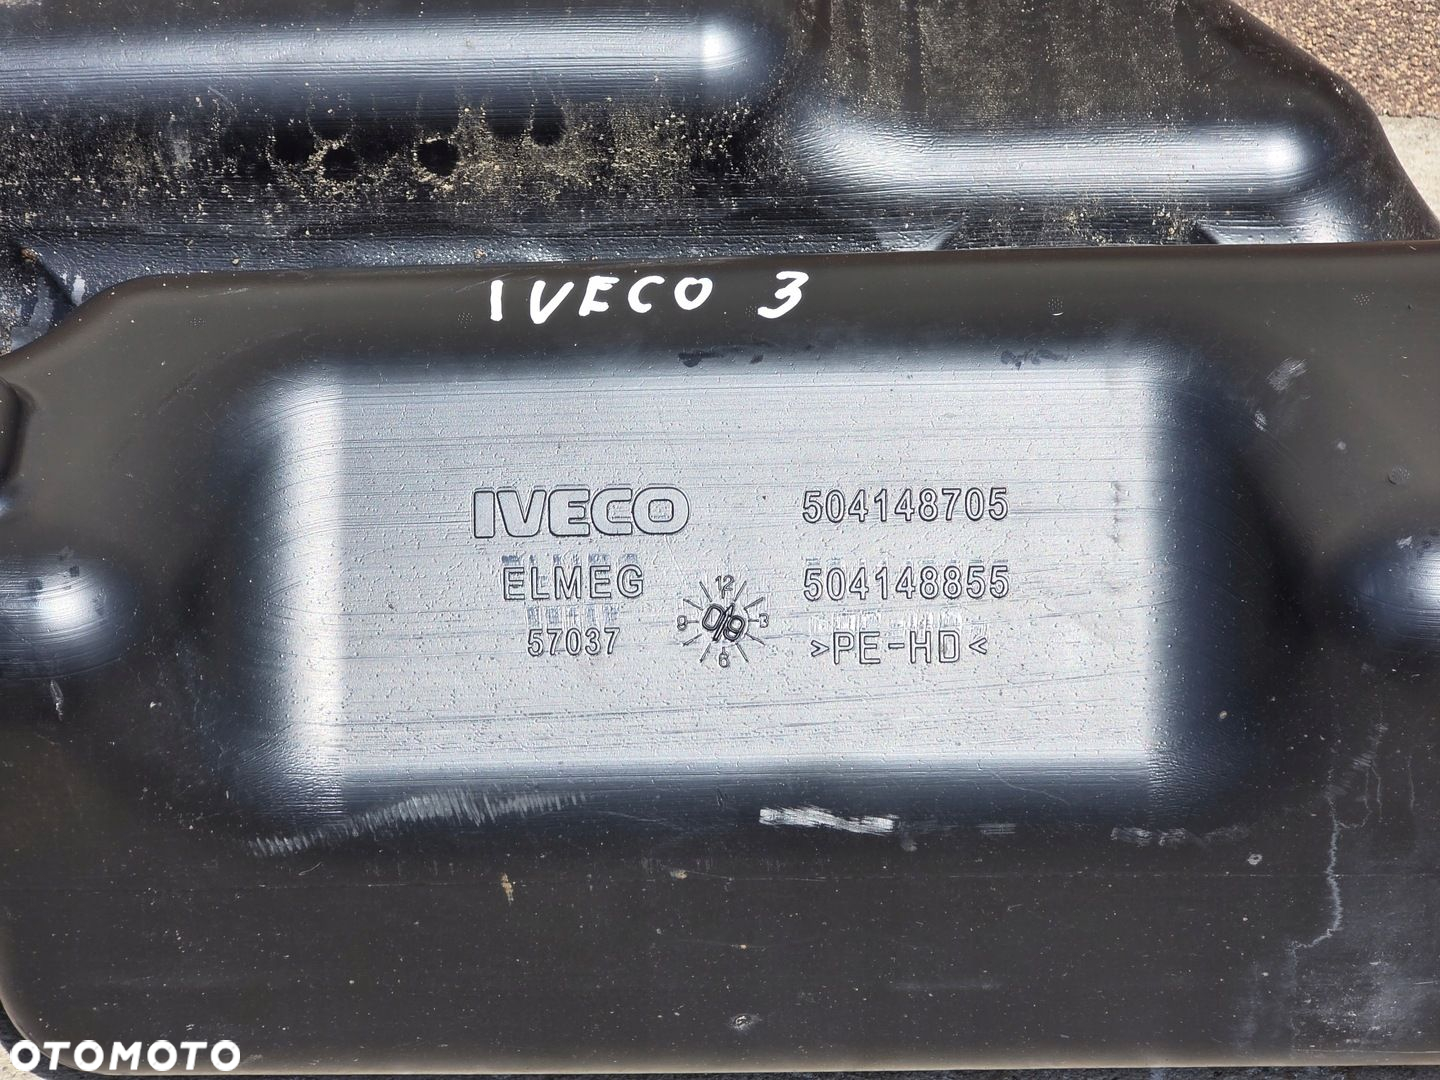 IVECO 3
IVECO 504148705
ELMEG 504148855
57037 >PE-HD<
12
9 3
6
OTOMOTO